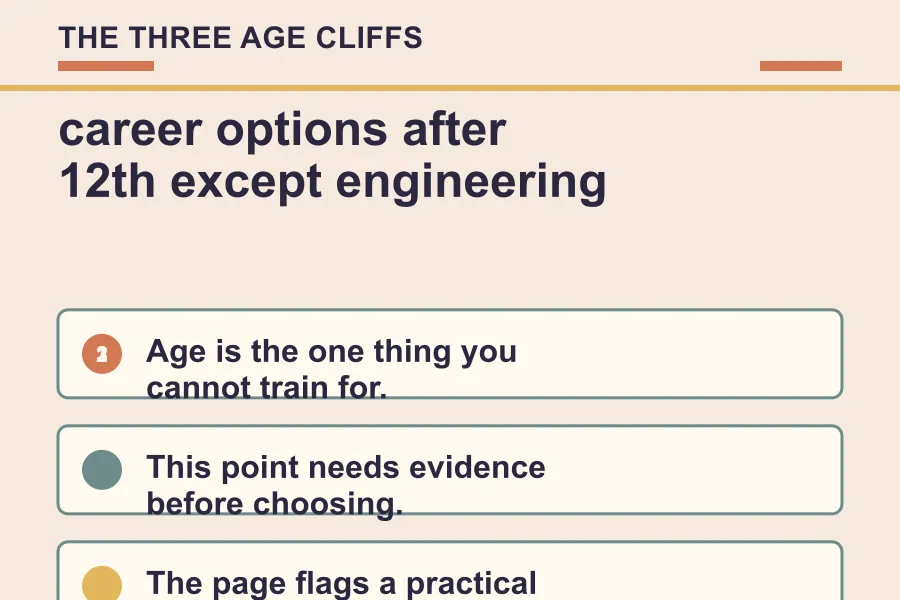 THE THREE AGE CLIFFS
career options after
12th except engineering
Age is the one thing you
cannot train for.
This point needs evidence
before choosing.
The page flags a practical